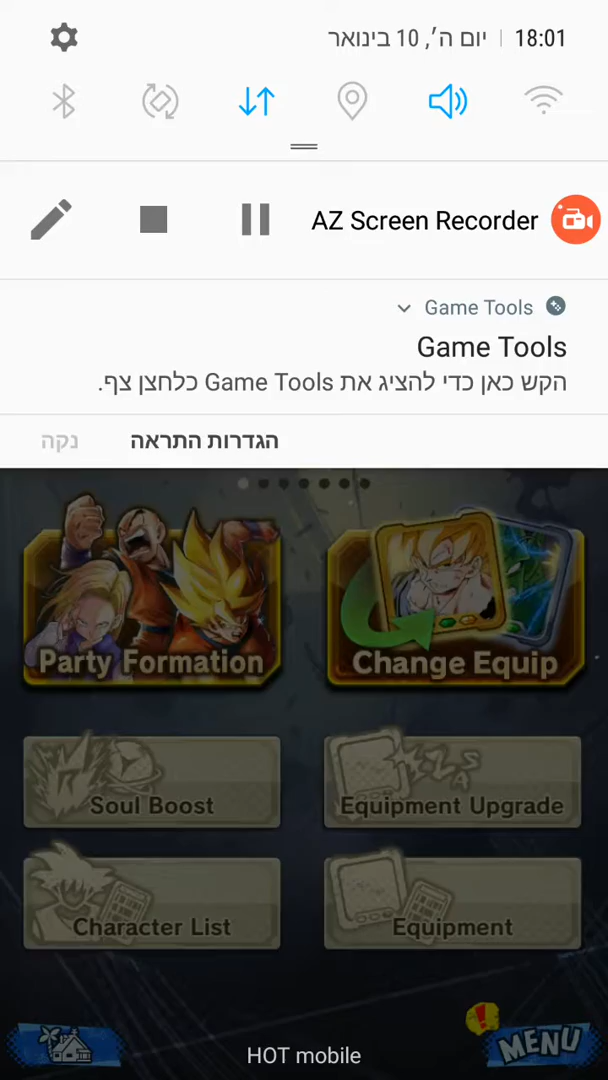 18:01 | יום ה׳, 10 בינואר
AZ Screen Recorder
Game Tools
Game Tools
הקש כאן כדי להציג את Game Tools כלחצן צף.
הגדרות התראה
נקה
Party Formation
Change Equip
Soul Boost
Equipment Upgrade
Character List
Equipment
MENU
HOT mobile